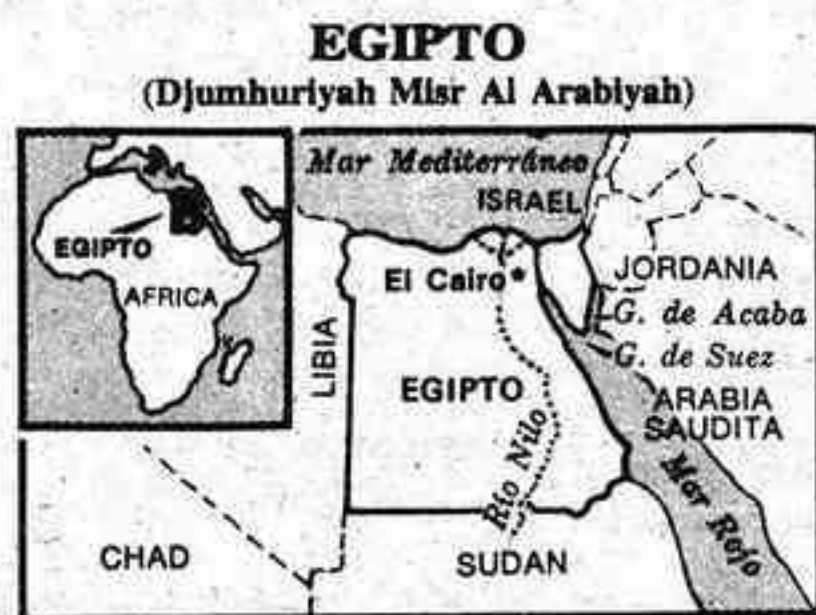 EGIPTO
(Djumhuriyah Misr Al Arabiyah)
Mar Mediterráneo
ISRAEL
EGIPTO
AFRICA
El Cairo
JORDANIA
G. de Acaba
G. de Suez
LIBIA
EGIPTO
ARABIA
SAUDITA
Río Nilo
Mar Rojo
CHAD
SUDAN